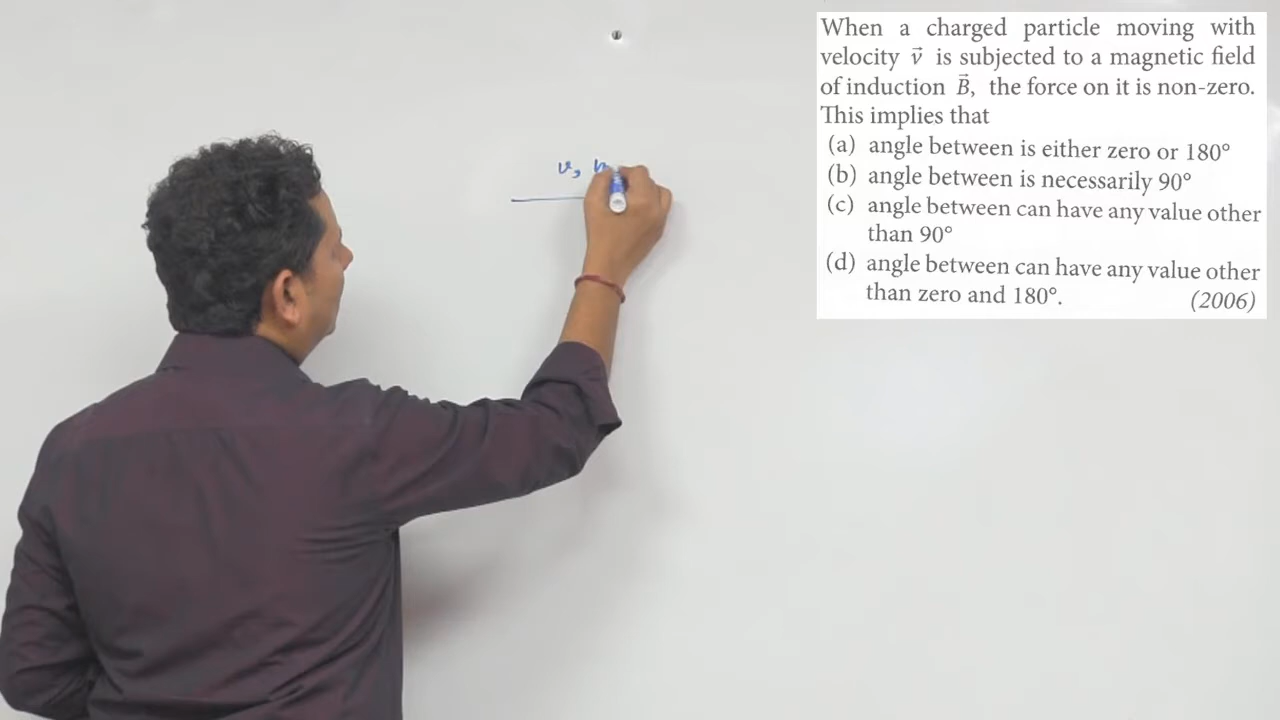 When a charged particle moving with
velocity v⃗ is subjected to a magnetic field
of induction B⃗, the force on it is non-zero.
This implies that
(a) angle between is either zero or 180°
(b) angle between is necessarily 90°
(c) angle between can have any value other
than 90°
(d) angle between can have any value other
than zero and 180°. (2006)
v,